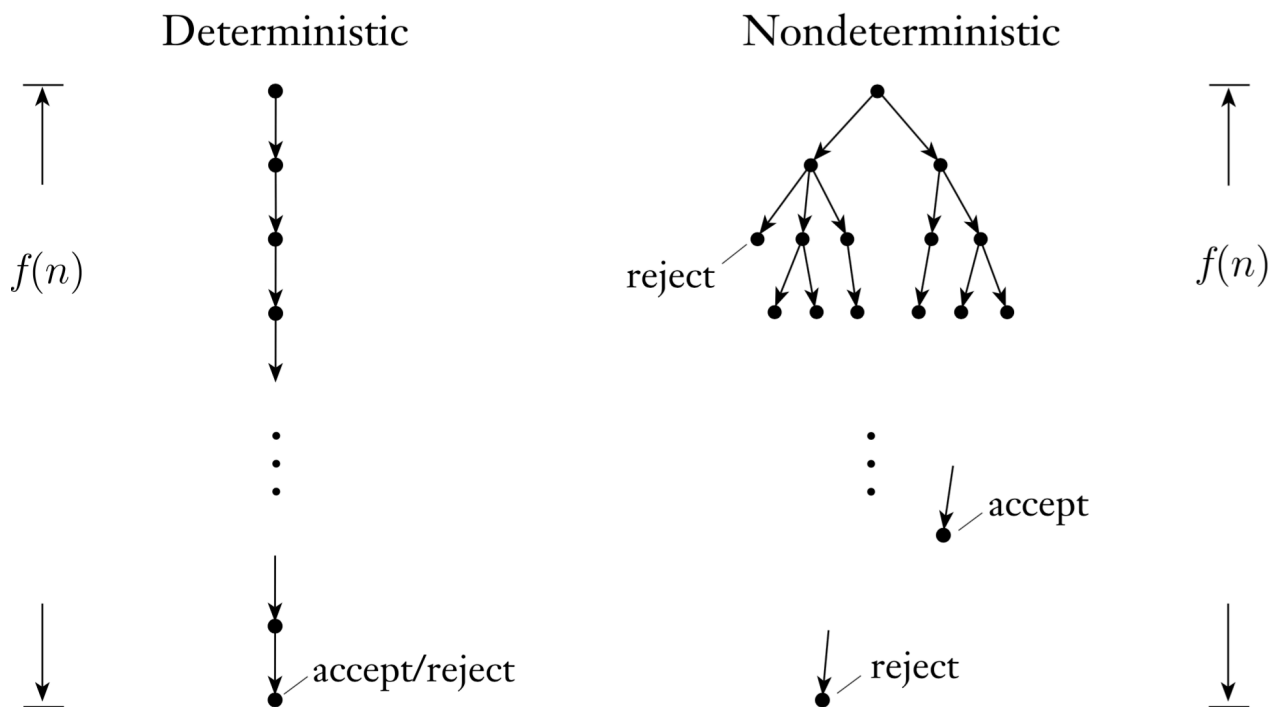 Deterministic
Nondeterministic
f(n)
reject
f(n)
accept
accept/reject
reject